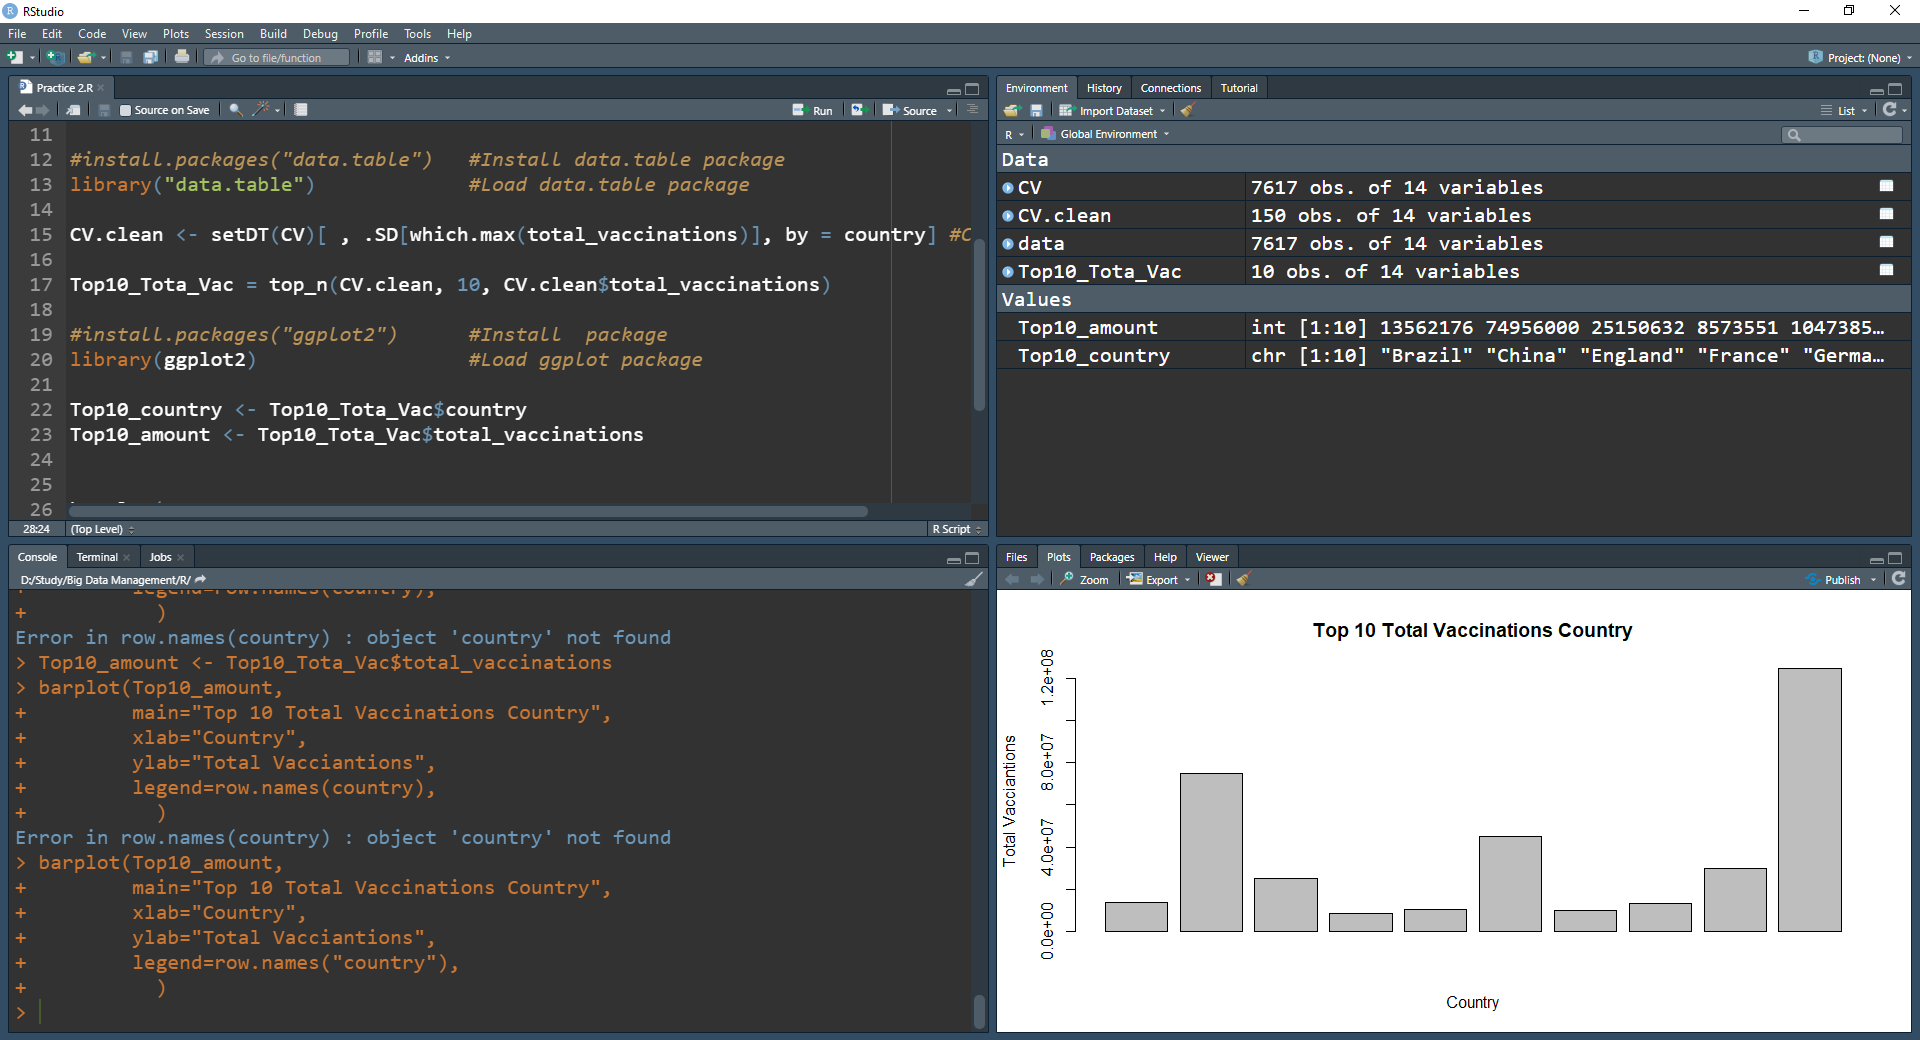 RStudio
File Edit Code View Plots Session Build Debug Profile Tools Help
Go to file/function Addins Project: (None)
Practice 2.R
Source on Save Run Source
11
12 #install.packages("data.table") #Install data.table package
13 library("data.table") #Load data.table package
14
15 CV.clean <- setDT(CV)[ , .SD[which.max(total_vaccinations)], by = country] #C
16
17 Top10_Tota_Vac = top_n(CV.clean, 10, CV.clean$total_vaccinations)
18
19 #install.packages("ggplot2") #Install package
20 library(ggplot2) #Load ggplot package
21
22 Top10_country <- Top10_Tota_Vac$country
23 Top10_amount <- Top10_Tota_Vac$total_vaccinations
24
25
26
28:24 (Top Level) R Script
Console Terminal Jobs
D:/Study/Big Data Management/R/
+ legend=row.names(country),
+ )
Error in row.names(country) : object 'country' not found
> Top10_amount <- Top10_Tota_Vac$total_vaccinations
> barplot(Top10_amount,
+ main="Top 10 Total Vaccinations Country",
+ xlab="Country",
+ ylab="Total Vacciantions",
+ legend=row.names(country),
+ )
Error in row.names(country) : object 'country' not found
> barplot(Top10_amount,
+ main="Top 10 Total Vaccinations Country",
+ xlab="Country",
+ ylab="Total Vacciantions",
+ legend=row.names("country"),
+ )
>
Environment History Connections Tutorial
Import Dataset List
R Global Environment
Data
CV 7617 obs. of 14 variables
CV.clean 150 obs. of 14 variables
data 7617 obs. of 14 variables
Top10_Tota_Vac 10 obs. of 14 variables
Values
Top10_amount int [1:10] 13562176 74956000 25150632 8573551 1047385…
Top10_country chr [1:10] "Brazil" "China" "England" "France" "Germa…
Files Plots Packages Help Viewer
Zoom Export Publish
Top 10 Total Vaccinations Country
Total Vacciantions
1.2e+08
8.0e+07
4.0e+07
0.0e+00
Country